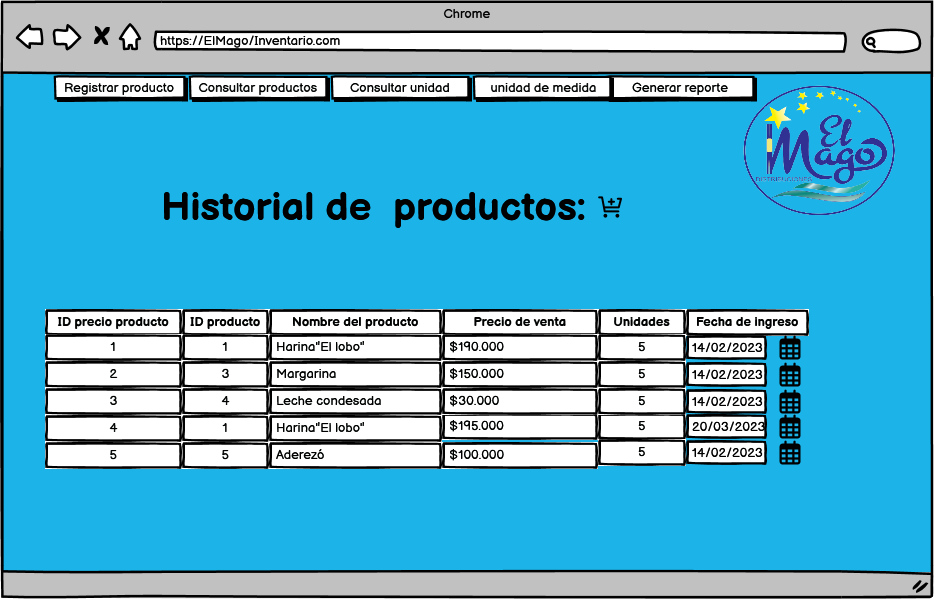 Chrome
https://ElMago/Inventario.com
Registrar producto Consultar productos Consultar unidad unidad de medida Generar reporte
El
Mago
Historial de productos:
ID precio producto ID producto Nombre del producto Precio de venta Unidades Fecha de ingreso
1 1 Harina"El lobo" $190.000 5 14/02/2023
2 3 Margarina $150.000 5 14/02/2023
3 4 Leche condesada $30.000 5 14/02/2023
4 1 Harina"El lobo" $195.000 5 20/03/2023
5 5 Aderezó $100.000 5 14/02/2023